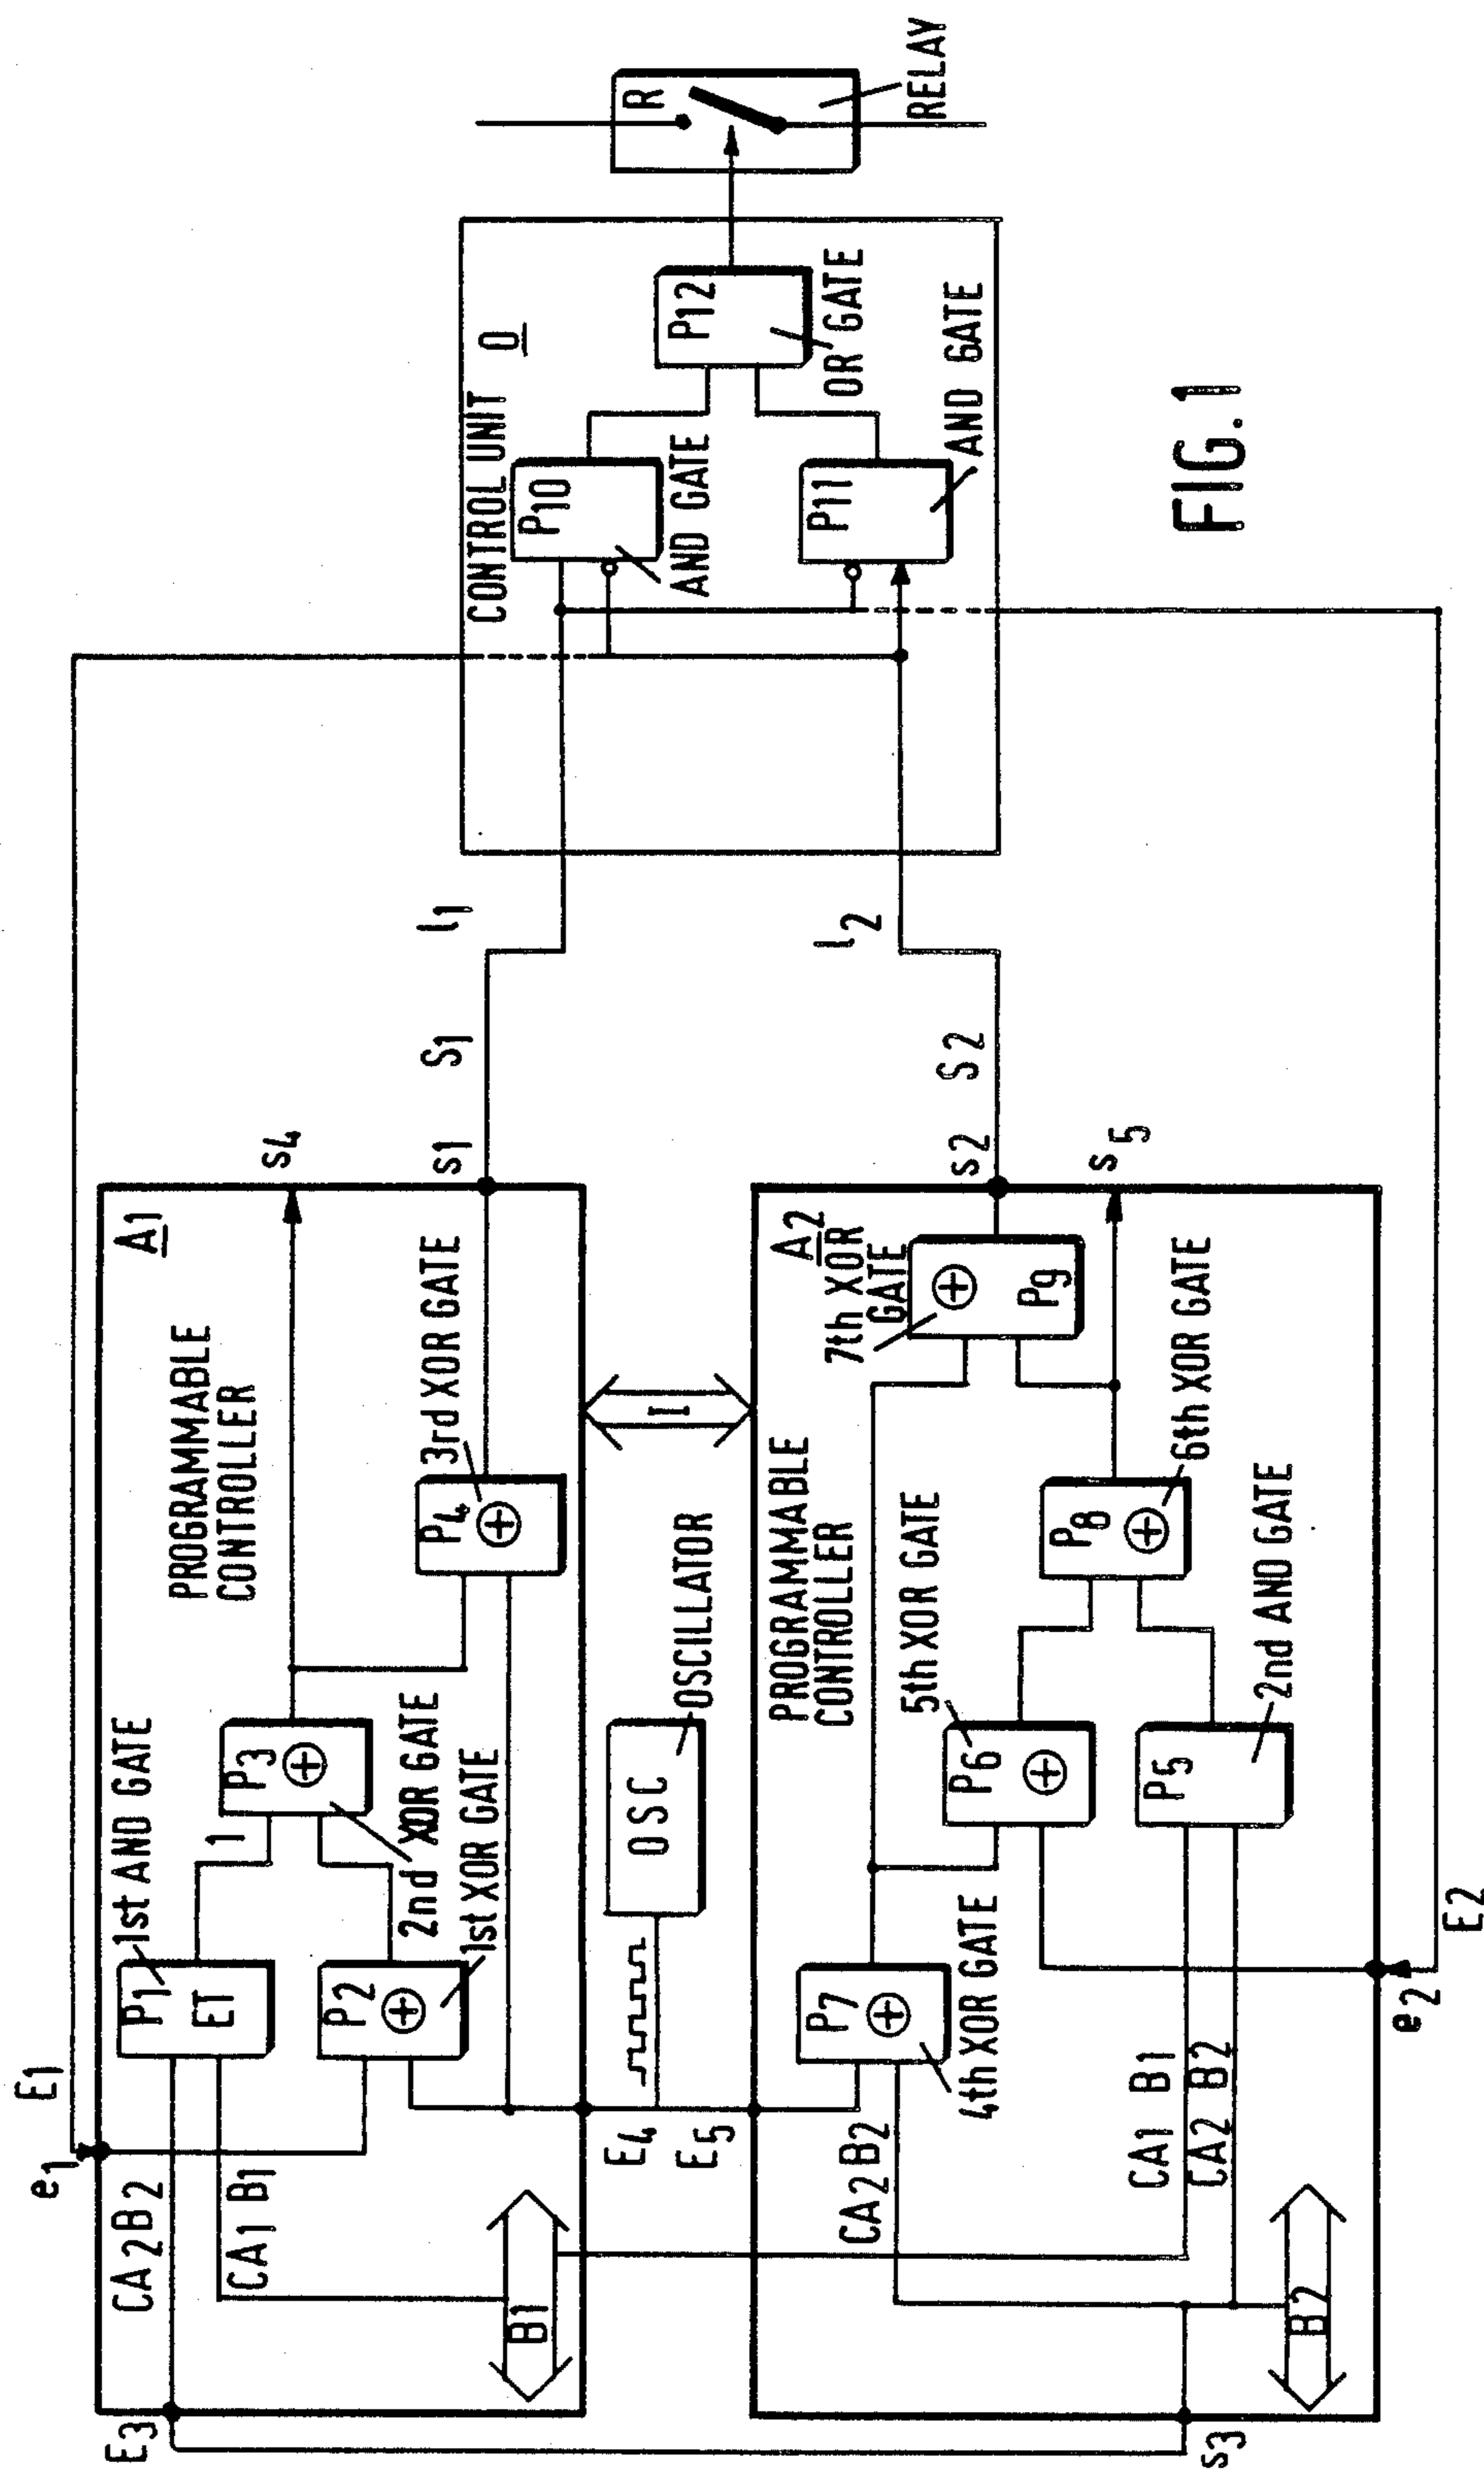 E1
e1
E3
CA2B2
CA1 B1
P1
ET
1st AND GATE
P2
1st XOR GATE
1
P3
2nd XOR GATE
PROGRAMMABLE
CONTROLLER
A1
P4
3rd XOR GATE
s4
s1
S1
l1
B1
E4
E5
OSC
OSCILLATOR
I
CONTROL UNIT
O
P10
AND GATE
P11
AND GATE
P12
OR GATE
R
RELAY
PROGRAMMABLE
CONTROLLER
A2
CA2B2
P7
4th XOR GATE
P6
5th XOR GATE
P5
2nd AND GATE
P8
6th XOR GATE
7th XOR
GATE
P9
s2
S2
l2
s5
CA1 B1
CA2 B2
B2
s3
e2
E2
FIG.1